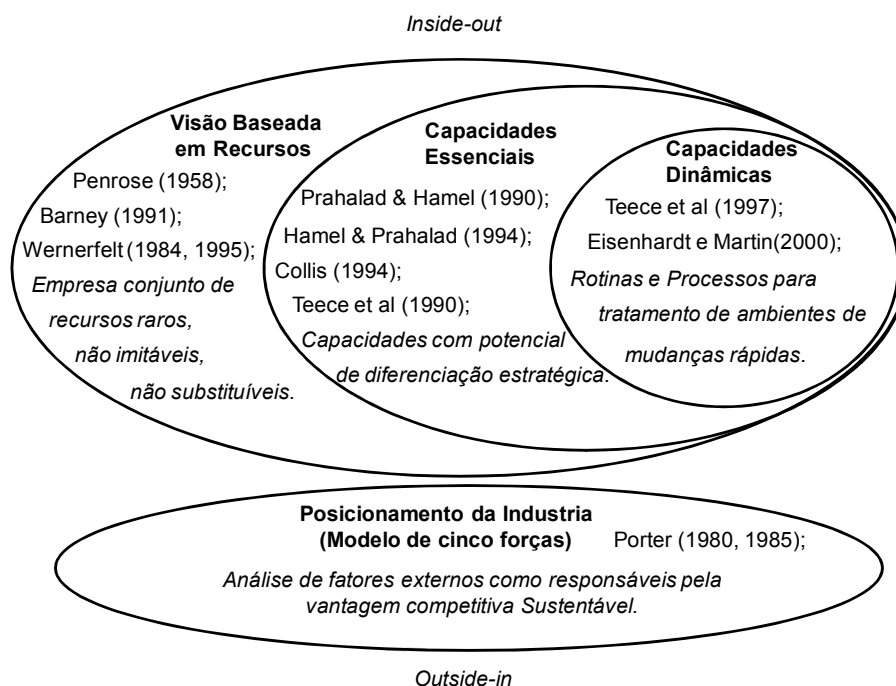 Inside-out
Visão Baseada
em Recursos
Penrose (1958);
Barney (1991);
Wernerfelt (1984, 1995);
Empresa conjunto de
recursos raros,
não imitáveis,
não substituíveis.
Capacidades
Essenciais
Prahalad & Hamel (1990);
Hamel & Prahalad (1994);
Collis (1994);
Teece et al (1990);
Capacidades com potencial
de diferenciação estratégica.
Capacidades
Dinâmicas
Teece et al (1997);
Eisenhardt e Martin(2000);
Rotinas e Processos para
tratamento de ambientes de
mudanças rápidas.
Posicionamento da Industria
(Modelo de cinco forças) Porter (1980, 1985);
Análise de fatores externos como responsáveis pela
vantagem competitiva Sustentável.
Outside-in